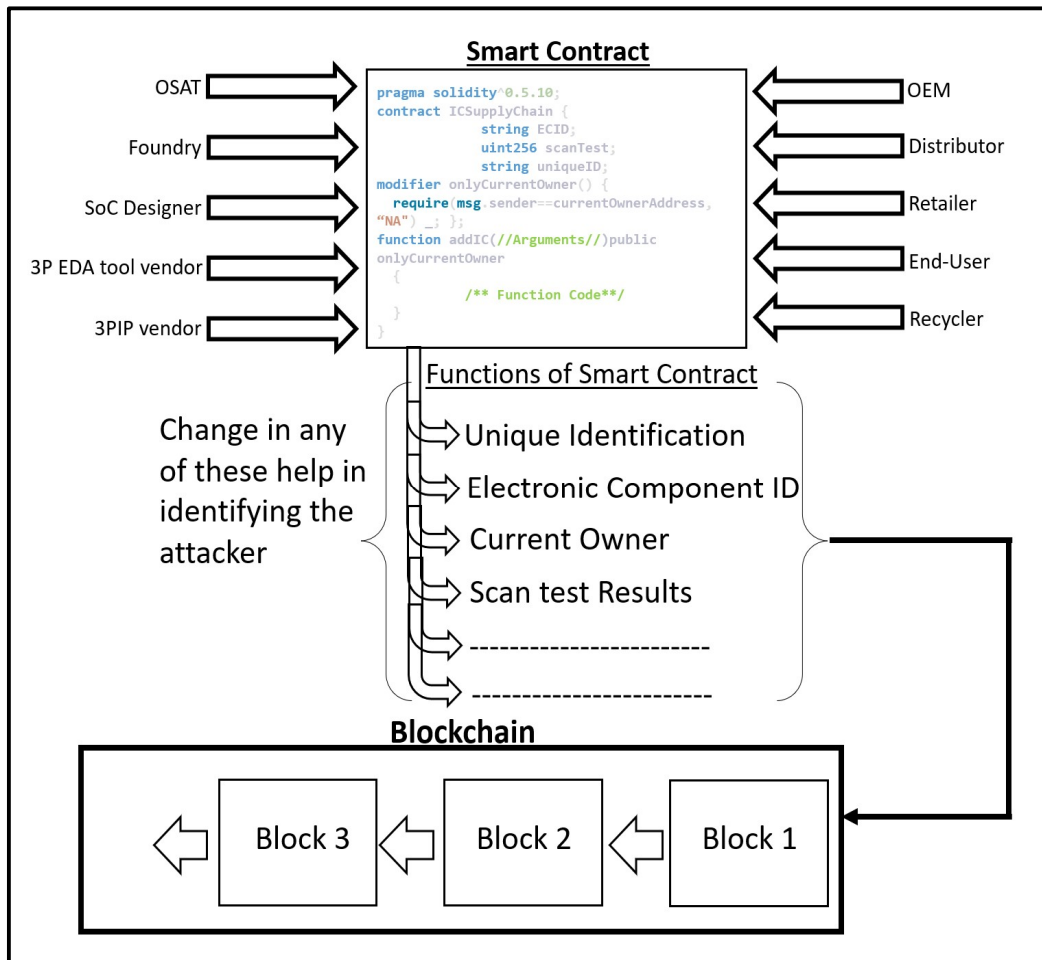 Smart Contract
OSAT
Foundry
SoC Designer
3P EDA tool vendor
3PIP vendor
pragma solidity^0.5.10;
contract ICSupplyChain {
string ECID;
uint256 scanTest;
string uniqueID;
modifier onlyCurrentOwner() {
require(msg.sender==currentOwnerAddress,
“NA") _; };
function addIC(//Arguments//)public
onlyCurrentOwner
{
/** Function Code**/
}
}
OEM
Distributor
Retailer
End-User
Recycler
Functions of Smart Contract
Change in any
of these help in
identifying the
attacker
Unique Identification
Electronic Component ID
Current Owner
Scan test Results
------------------------
------------------------
Blockchain
Block 3
Block 2
Block 1